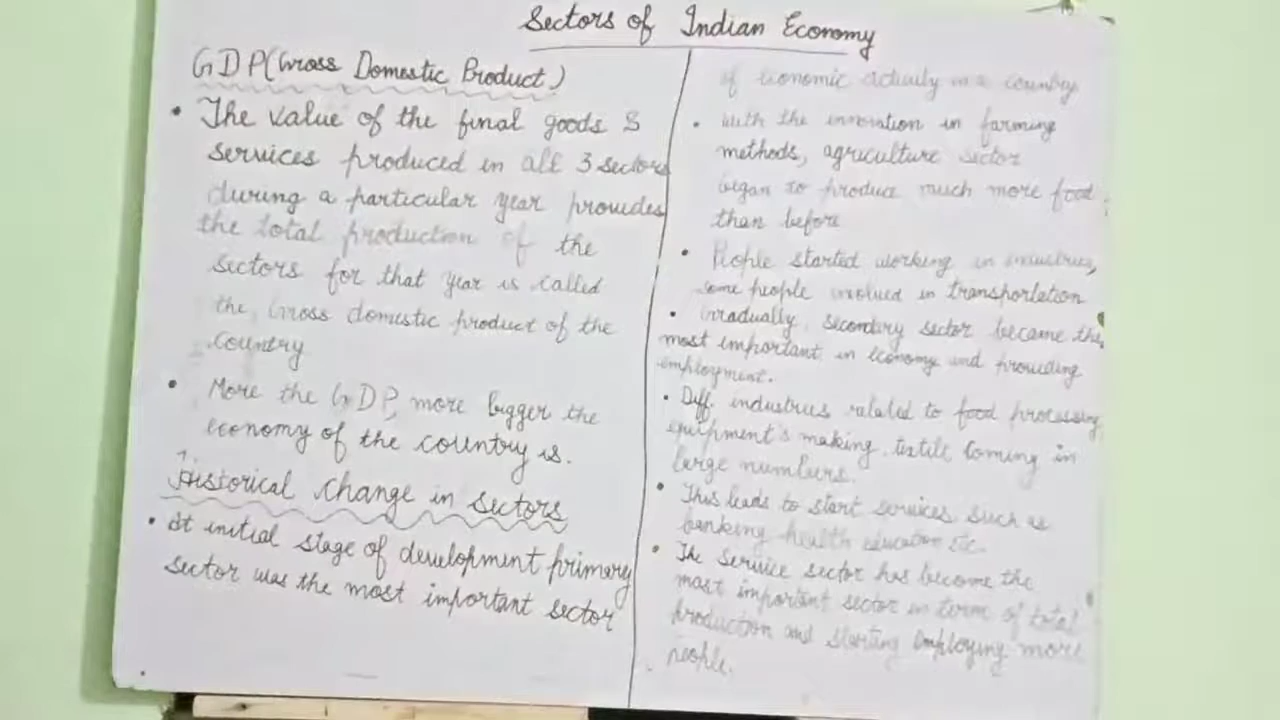 Sectors of Indian Economy
GDP (Gross Domestic Product)
• The value of the final goods &
services produced in all 3 sectors
during a particular year provides
the total production of the
sectors for that year is called
the Gross domestic product of the
country
• More the GDP, more bigger the
economy of the country is.
Historical change in sectors
• At initial stage of development primary
sector was the most important sector
of economic activity in a country
• with the innovation in farming
methods, agriculture sector
began to produce much more food
than before
• People started working in industries,
some people involved in transportation
• Gradually, secondary sector became the
most important in economy and providing
employment.
• Diff industries related to food processing,
equipment's making, textile coming in
large numbers.
• This leads to start services such as
banking health education etc.
• The service sector has become the
most important sector in term of total
production and starting employing more
people.